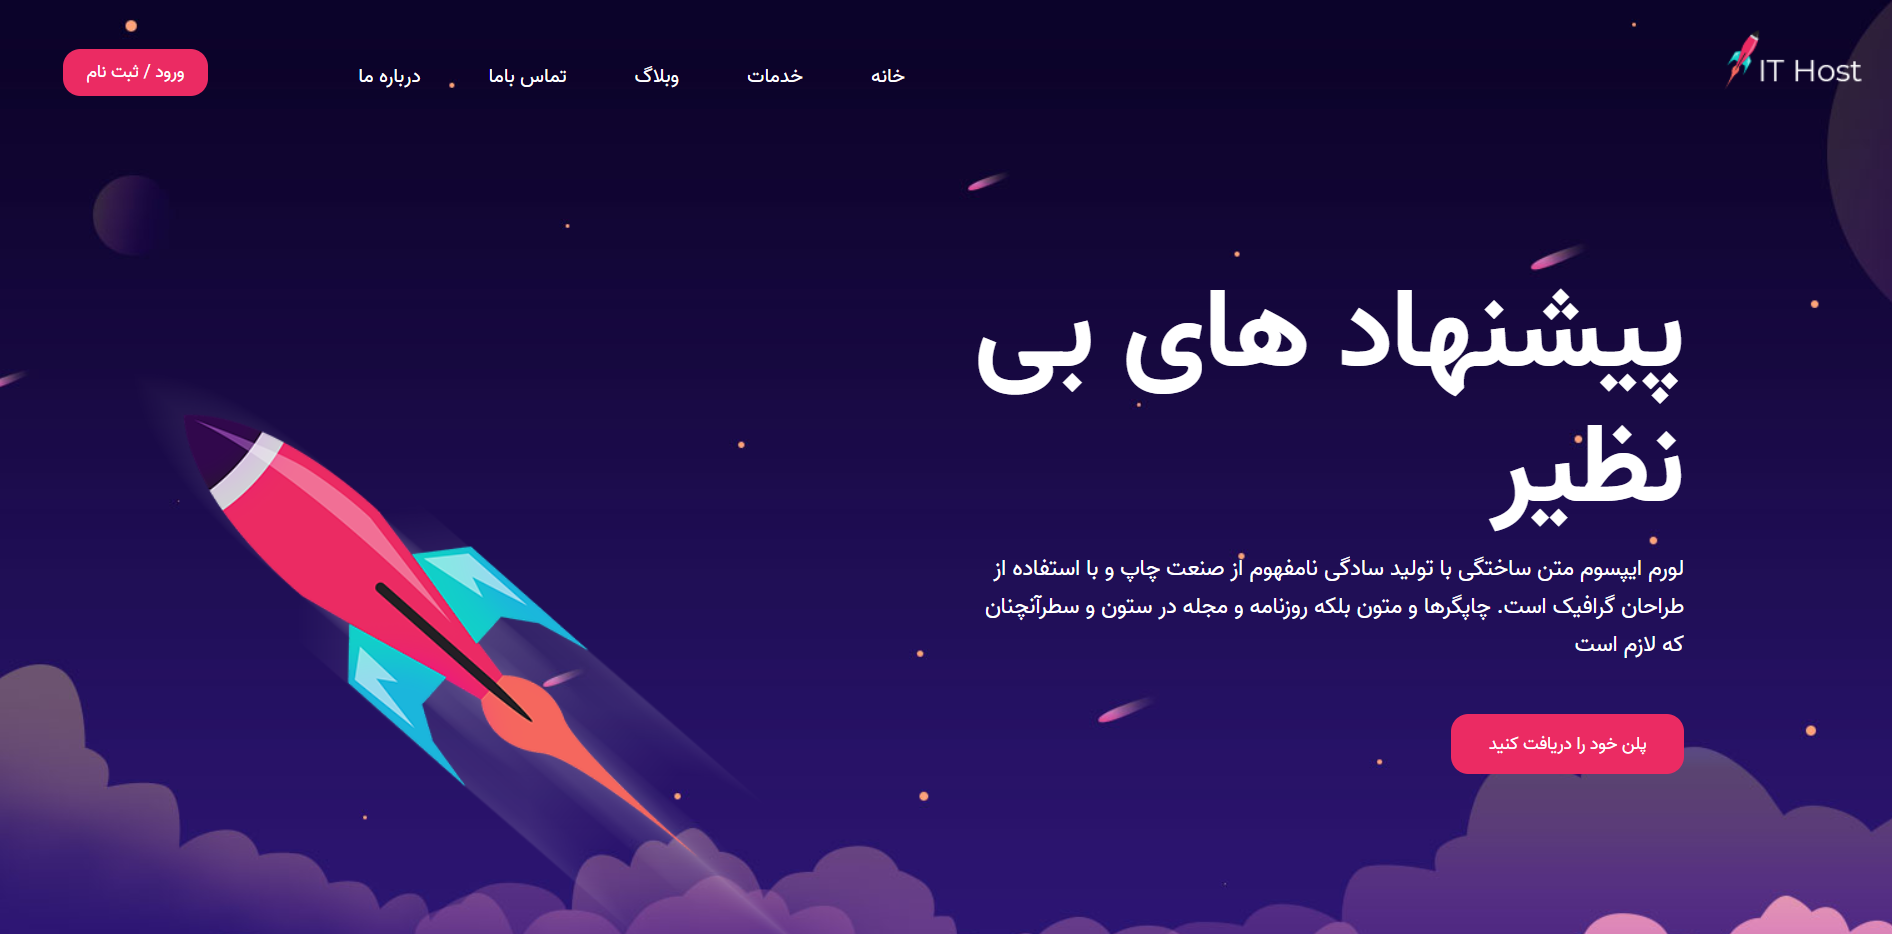 IT Host
خانه
خدمات
وبلاگ
تماس باما
درباره ما
ورود / ثبت نام
پیشنهاد های بی
نظیر
لورم ایپسوم متن ساختگی با تولید سادگی نامفهوم از صنعت چاپ و با استفاده از
طراحان گرافیک است. چاپگرها و متون بلکه روزنامه و مجله در ستون و سطرآنچنان
که لازم است
پلن خود را دریافت کنید